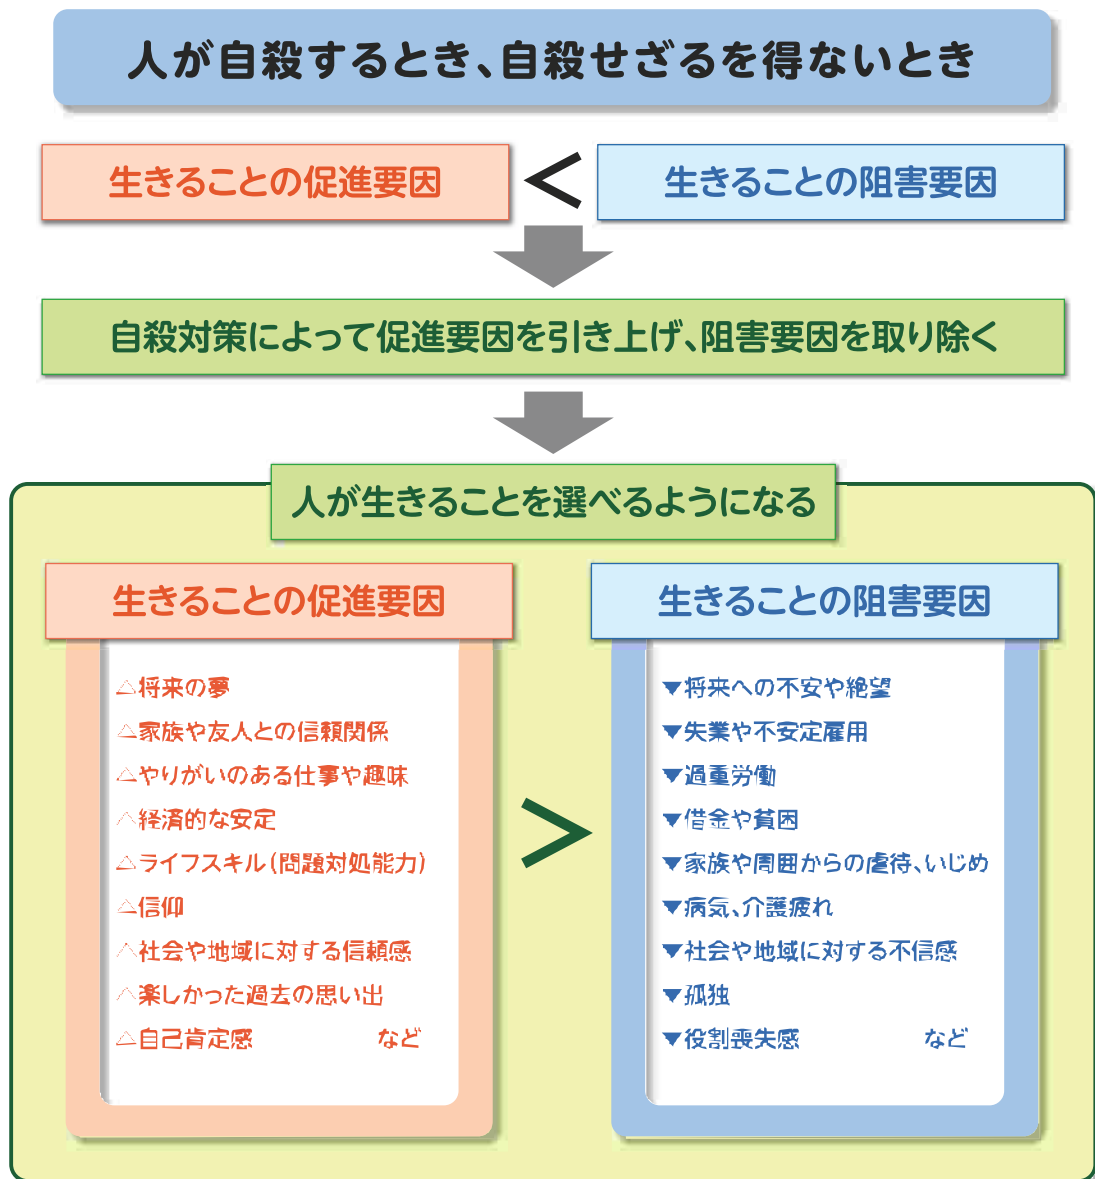 人が自殺するとき、自殺せざるを得ないとき
生きることの促進要因 < 生きることの阻害要因
自殺対策によって促進要因を引き上げ、阻害要因を取り除く
人が生きることを選べるようになる
生きることの促進要因
△将来の夢
△家族や友人との信頼関係
△やりがいのある仕事や趣味
△経済的な安定
△ライフスキル(問題対処能力)
△信仰
△社会や地域に対する信頼感
△楽しかった過去の思い出
△自己肯定感 など
>
生きることの阻害要因
▼将来への不安や絶望
▼失業や不安定雇用
▼過重労働
▼借金や貧困
▼家族や周囲からの虐待、いじめ
▼病気、介護疲れ
▼社会や地域に対する不信感
▼孤独
▼役割喪失感 など